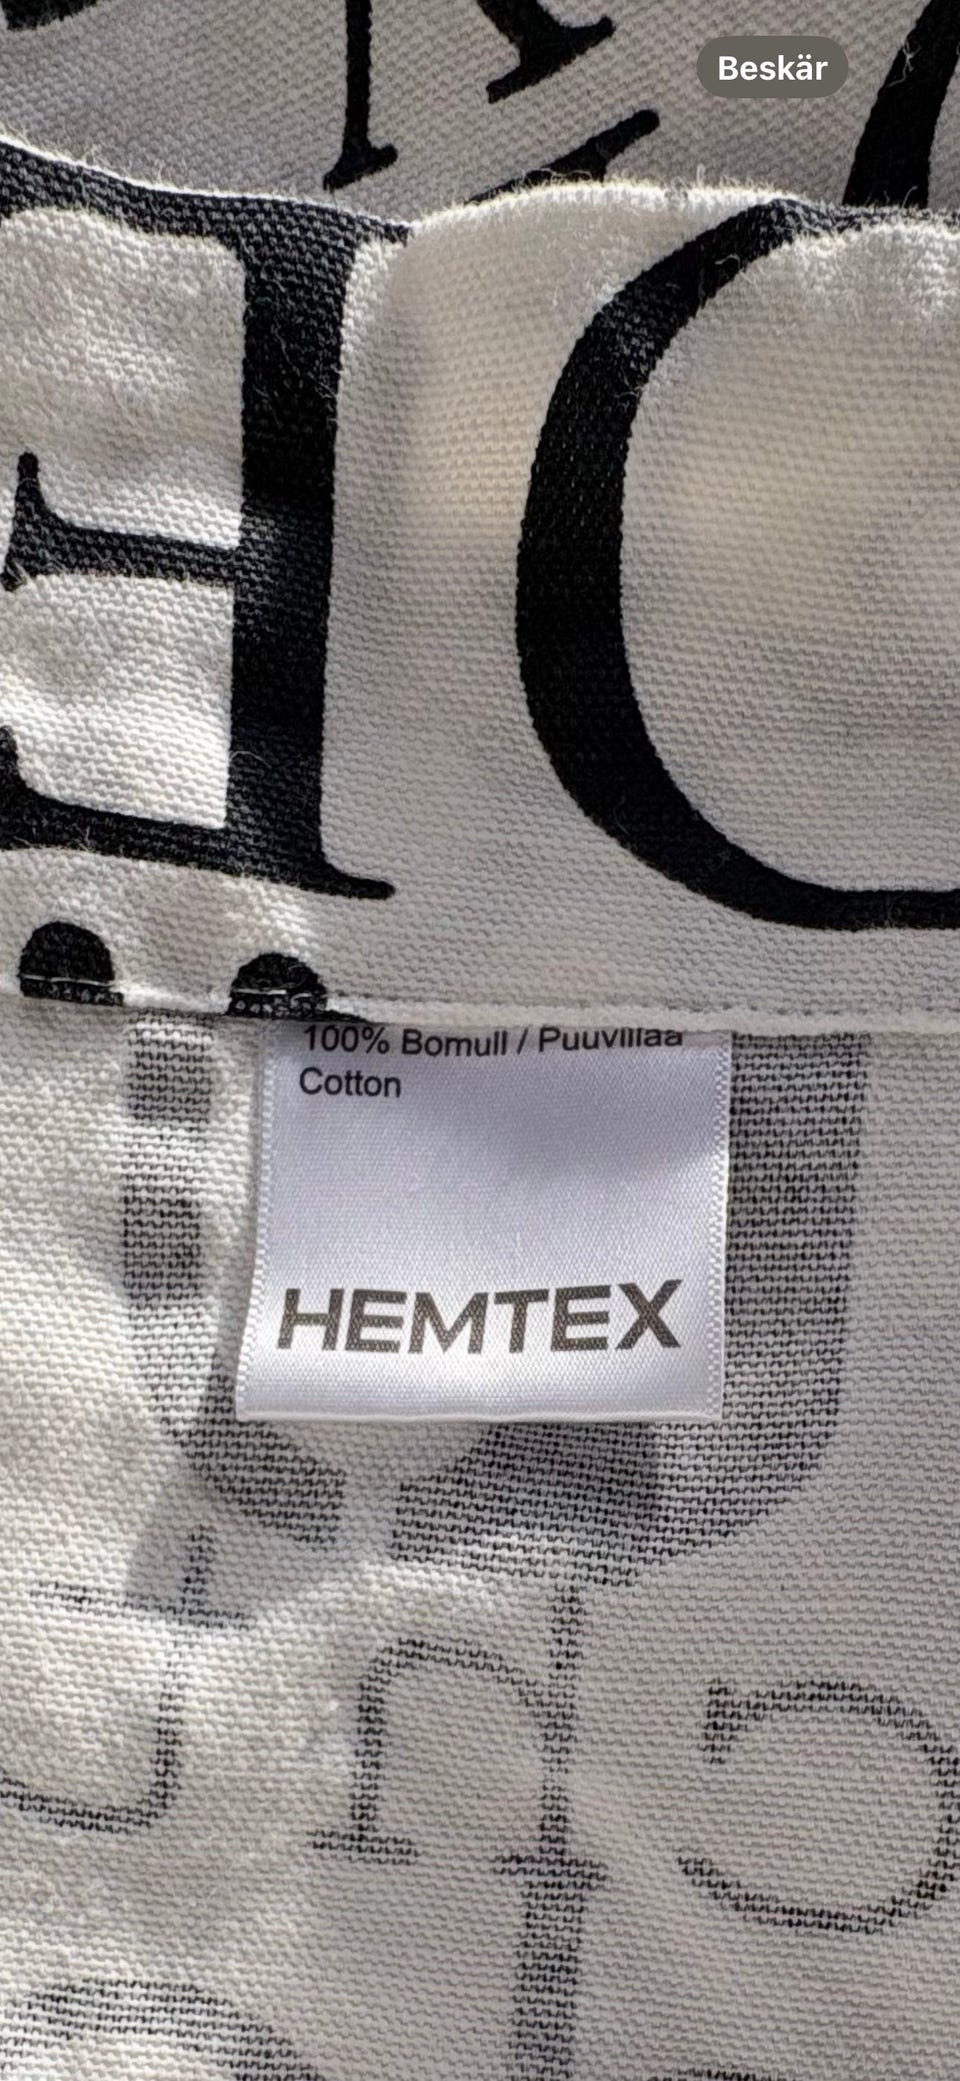 Beskär
100% Bomull / Puuvillaa
Cotton
HEMTEX